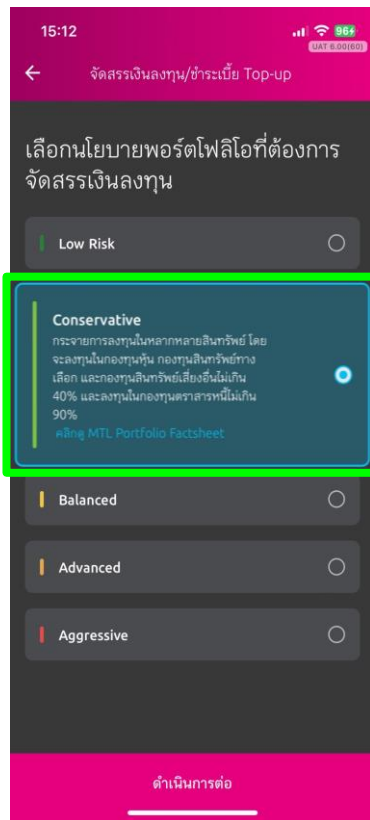 15:12
96
UAT 6.00(60)
จัดสรรเงินลงทุน/ชำระเบี้ย Top-up
เลือกนโยบายพอร์ตโฟลิโอที่ต้องการ
จัดสรรเงินลงทุน
Low Risk
Conservative
กระจายการลงทุนในหลากหลายสินทรัพย์ โดย
จะลงทุนในกองทุนหุ้น กองทุนสินทรัพย์ทาง
เลือก และกองทุนสินทรัพย์เสี่ยงอื่นไม่เกิน
40% และลงทุนในกองทุนตราสารหนี้ไม่เกิน
90%
คลิกดู MTL Portfolio Factsheet
Balanced
Advanced
Aggressive
ดำเนินการต่อ